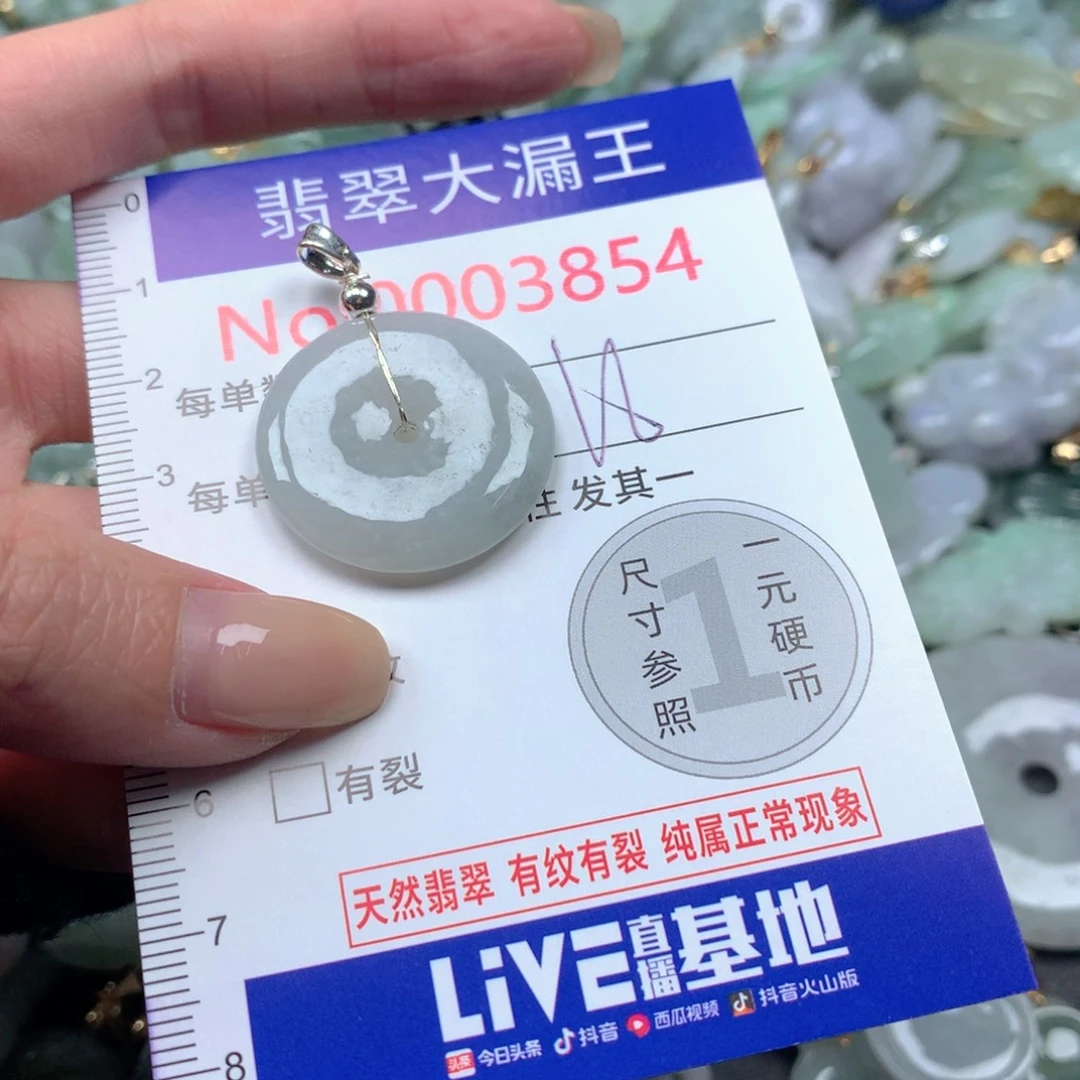 0
翡翠大漏王
1
No 0003854
2
每单
3
每单
发其一
尺寸参照
1
一元硬币
有裂
6
天然翡翠 有纹有裂 纯属正常现象
7
LiVE直播基地
头条 今日头条 抖音 西瓜视频 抖音火山版
8